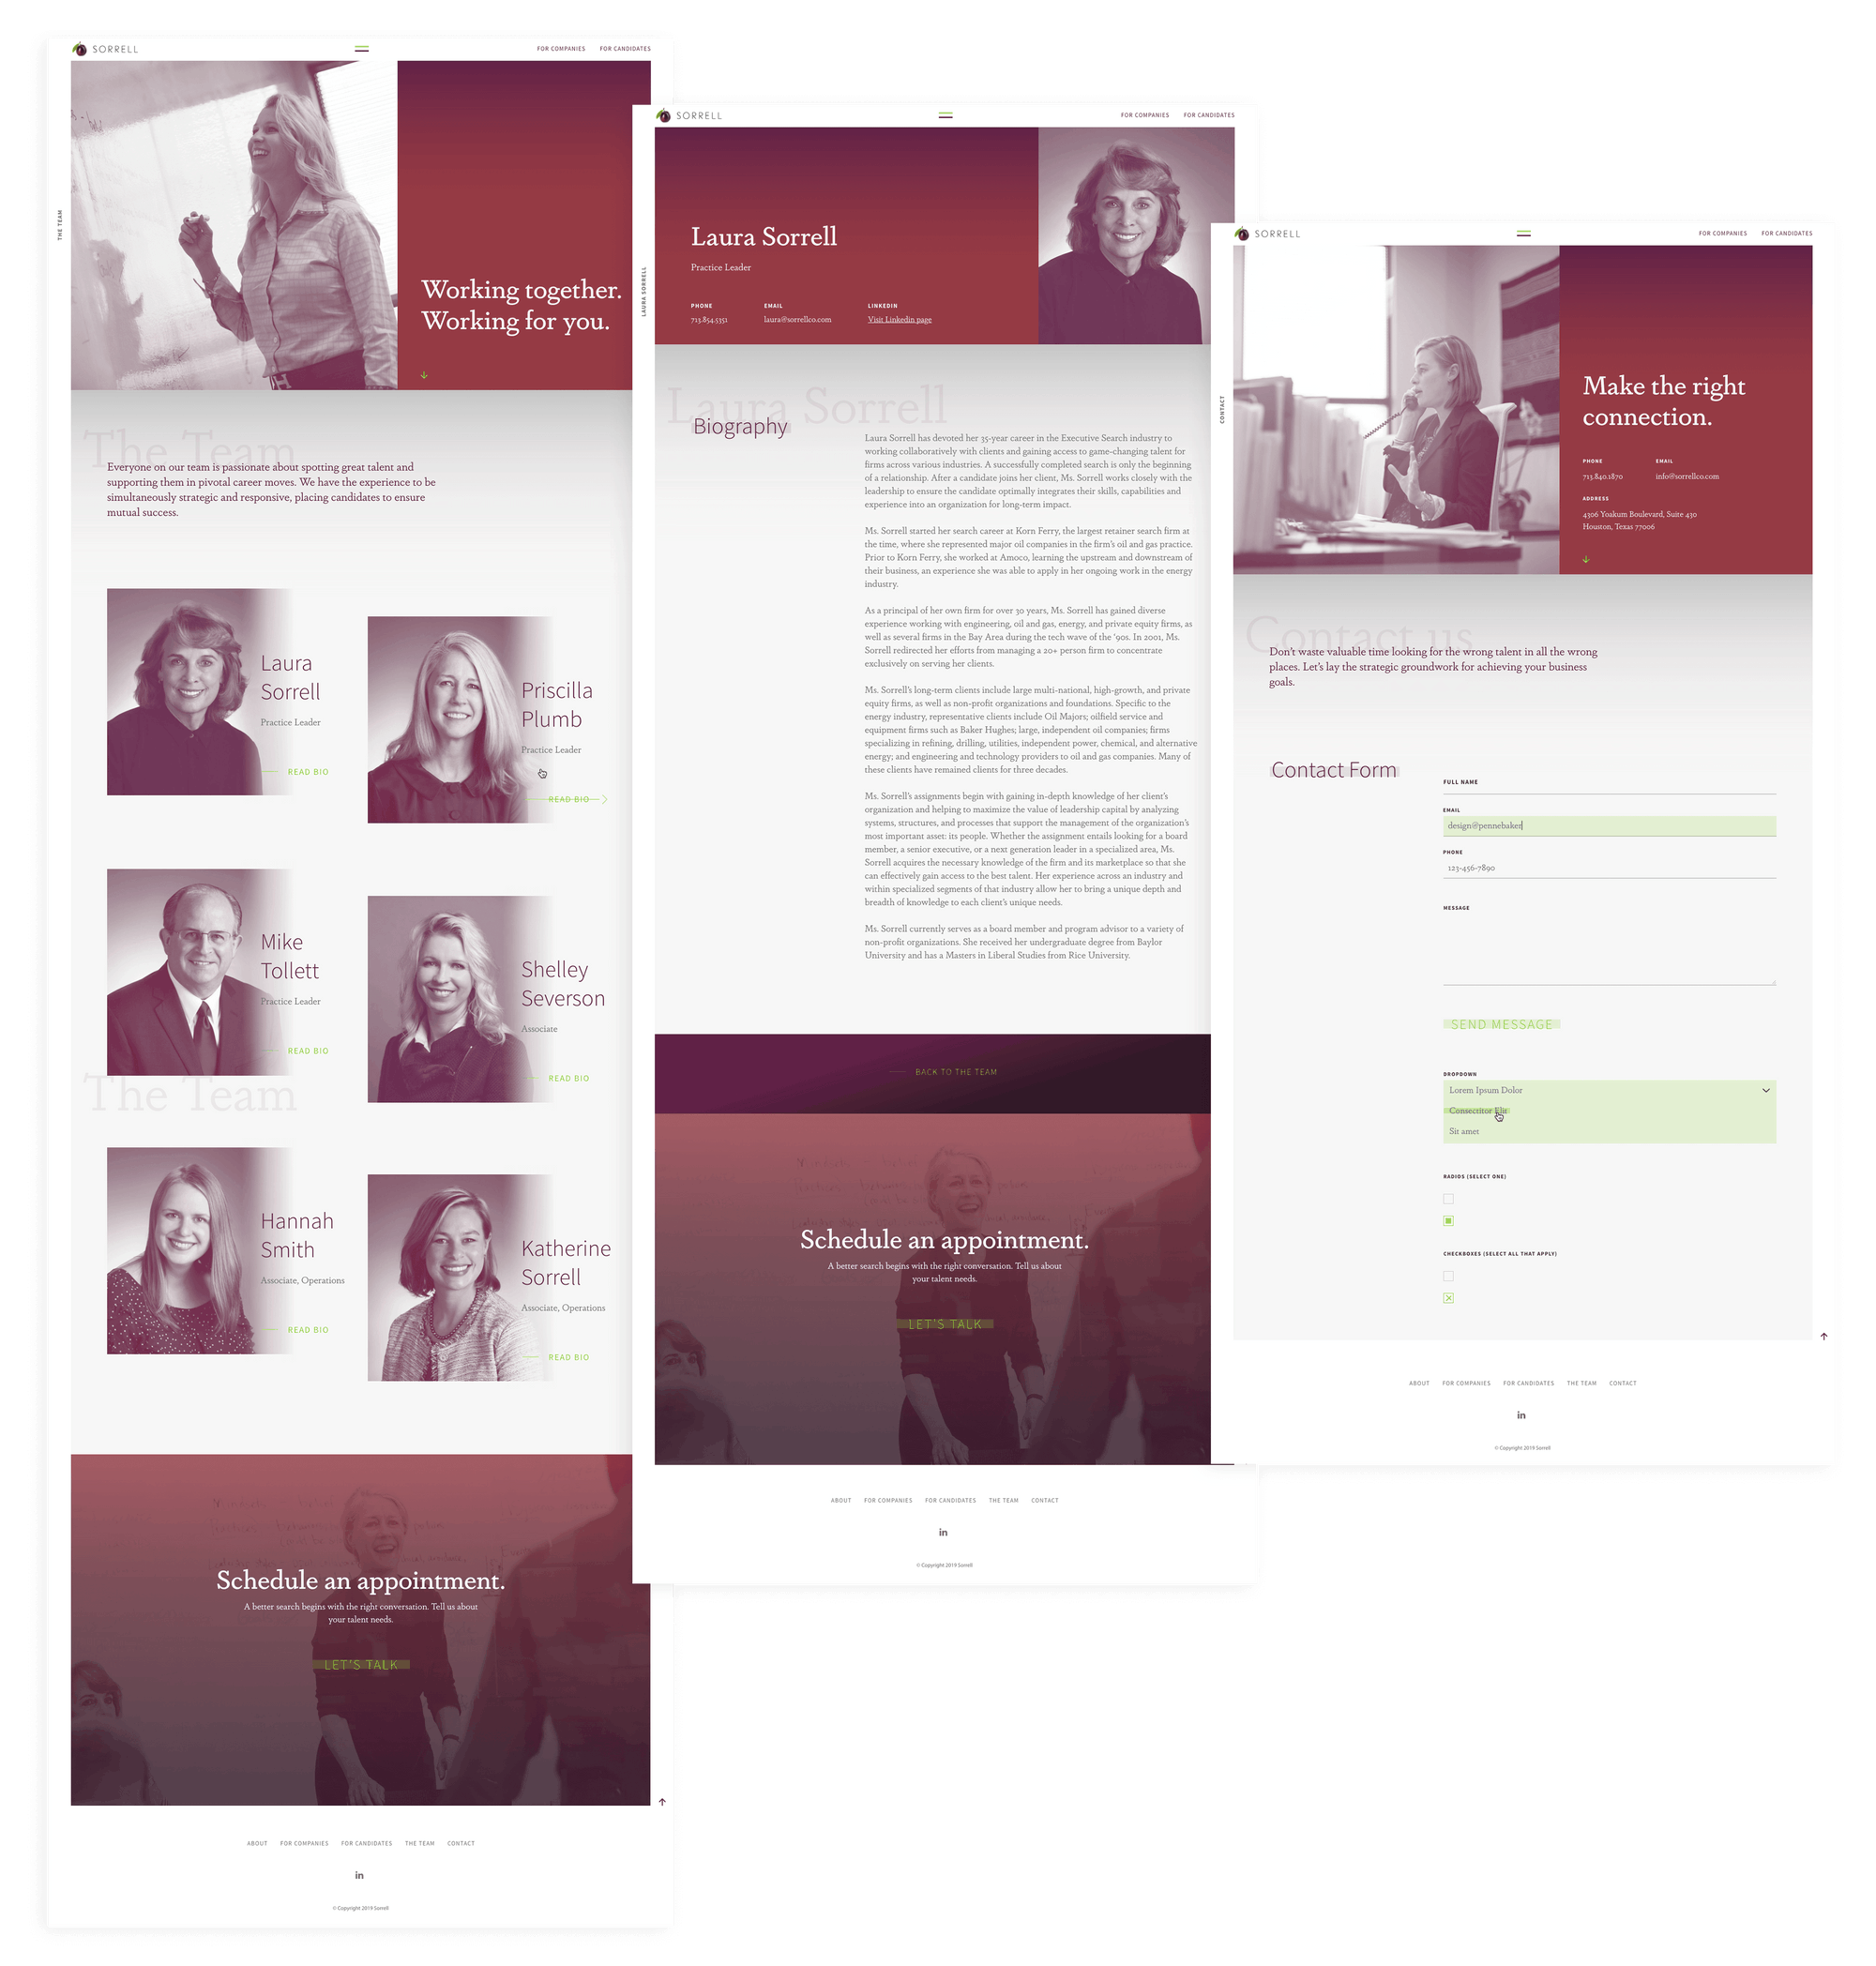 SORRELL
FOR COMPANIES FOR CANDIDATES
THE TEAM
Working together.
Working for you.
The Team
Everyone on our team is passionate about spotting great talent and
supporting them in pivotal career moves. We have the experience to be
simultaneously strategic and responsive, placing candidates to ensure
mutual success.
Laura
Sorrell
Practice Leader
READ BIO
Priscilla
Plumb
Practice Leader
READ BIO
Mike
Tollett
Practice Leader
READ BIO
Shelley
Severson
Associate
READ BIO
The Team
Hannah
Smith
Associate, Operations
READ BIO
Katherine
Sorrell
Associate, Operations
READ BIO
Schedule an appointment.
A better search begins with the right conversation. Tell us about
your talent needs.
LET'S TALK
ABOUT FOR COMPANIES FOR CANDIDATES THE TEAM CONTACT
in
© Copyright 2019 Sorrell
SORRELL
FOR COMPANIES FOR CANDIDATES
LAURA SORRELL
Laura Sorrell
Practice Leader
PHONE EMAIL LINKEDIN
713.854.5351 laura@sorrellco.com Visit Linkedin page
Laura Sorrell
Biography
Laura Sorrell has devoted her 35-year career in the Executive Search industry to
working collaboratively with clients and gaining access to game-changing talent for
firms across various industries. A successfully completed search is only the beginning
of a relationship. After a candidate joins her client, Ms. Sorrell works closely with the
leadership to ensure the candidate optimally integrates their skills, capabilities and
experience into an organization for long-term impact.
Ms. Sorrell started her search career at Korn Ferry, the largest retainer search firm at
the time, where she represented major oil companies in the firm's oil and gas practice.
Prior to Korn Ferry, she worked at Amoco, learning the upstream and downstream of
their business, an experience she was able to apply in her ongoing work in the energy
industry.
As a principal of her own firm for over 30 years, Ms. Sorrell has gained diverse
experience working with engineering, oil and gas, energy, and private equity firms, as
well as several firms in the Bay Area during the tech wave of the '90s. In 2001, Ms.
Sorrell redirected her efforts from managing a 20+ person firm to concentrate
exclusively on serving her clients.
Ms. Sorrell's long-term clients include large multi-national, high-growth, and private
equity firms, as well as non-profit organizations and foundations. Specific to the
energy industry, representative clients include Oil Majors; oilfield service and
equipment firms such as Baker Hughes; large, independent oil companies; firms
specializing in refining, drilling, utilities, independent power, chemical, and alternative
energy; and engineering and technology providers to oil and gas companies. Many of
these clients have remained clients for three decades.
Ms. Sorrell's assignments begin with gaining in-depth knowledge of her client's
organization and helping to maximize the value of leadership capital by analyzing
systems, structures, and processes that support the management of the organization's
most important asset: its people. Whether the assignment entails looking for a board
member, a senior executive, or a next generation leader in a specialized area, Ms.
Sorrell acquires the necessary knowledge of the firm and its marketplace so that she
can effectively gain access to the best talent. Her experience across an industry and
within specialized segments of that industry allow her to bring a unique depth and
breadth of knowledge to each client's unique needs.
Ms. Sorrell currently serves as a board member and program advisor to a variety of
non-profit organizations. She received her undergraduate degree from Baylor
University and has a Masters in Liberal Studies from Rice University.
BACK TO THE TEAM
Schedule an appointment.
A better search begins with the right conversation. Tell us about
your talent needs.
LET'S TALK
ABOUT FOR COMPANIES FOR CANDIDATES THE TEAM CONTACT
in
© Copyright 2019 Sorrell
SORRELL
FOR COMPANIES FOR CANDIDATES
CONTACT
Make the right
connection.
PHONE EMAIL
713.840.1870 info@sorrellco.com
ADDRESS
4306 Yoakum Boulevard, Suite 430
Houston, Texas 77006
Contact us
Don't waste valuable time looking for the wrong talent in all the wrong
places. Let's lay the strategic groundwork for achieving your business
goals.
Contact Form
FULL NAME
EMAIL
design@pennebaker
PHONE
123-456-7890
MESSAGE
SEND MESSAGE
DROPDOWN
Lorem Ipsum Dolor
Consectitor Elit
Sit amet
RADIOS (SELECT ONE)
CHECKBOXES (SELECT ALL THAT APPLY)
ABOUT FOR COMPANIES FOR CANDIDATES THE TEAM CONTACT
in
© Copyright 2019 Sorrell